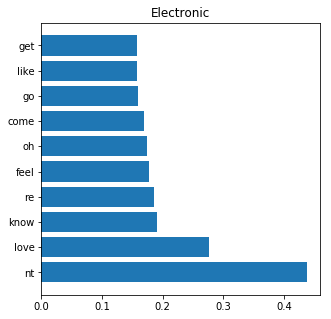 Electronic
get
like
go
come
oh
feel
re
know
love
nt
0.0 0.1 0.2 0.3 0.4